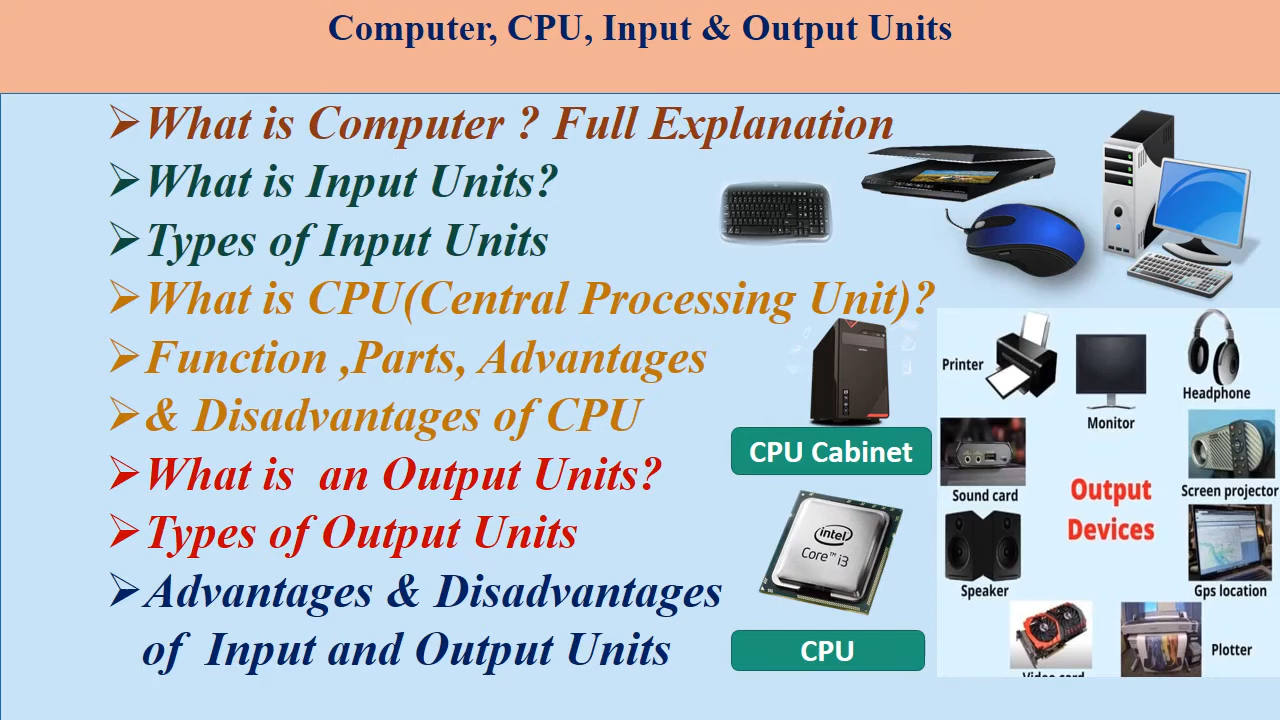 Computer, CPU, Input & Output Units
➢What is Computer ? Full Explanation
➢What is Input Units?
➢Types of Input Units
➢What is CPU(Central Processing Unit)?
➢Function ,Parts, Advantages
➢& Disadvantages of CPU
➢What is an Output Units?
➢Types of Output Units
➢Advantages & Disadvantages
of Input and Output Units
CPU Cabinet
intel
Core™ i3
CPU
Printer
Monitor
Headphone
Sound card
Output
Devices
Screen projector
Speaker
Gps location
Video card
Plotter